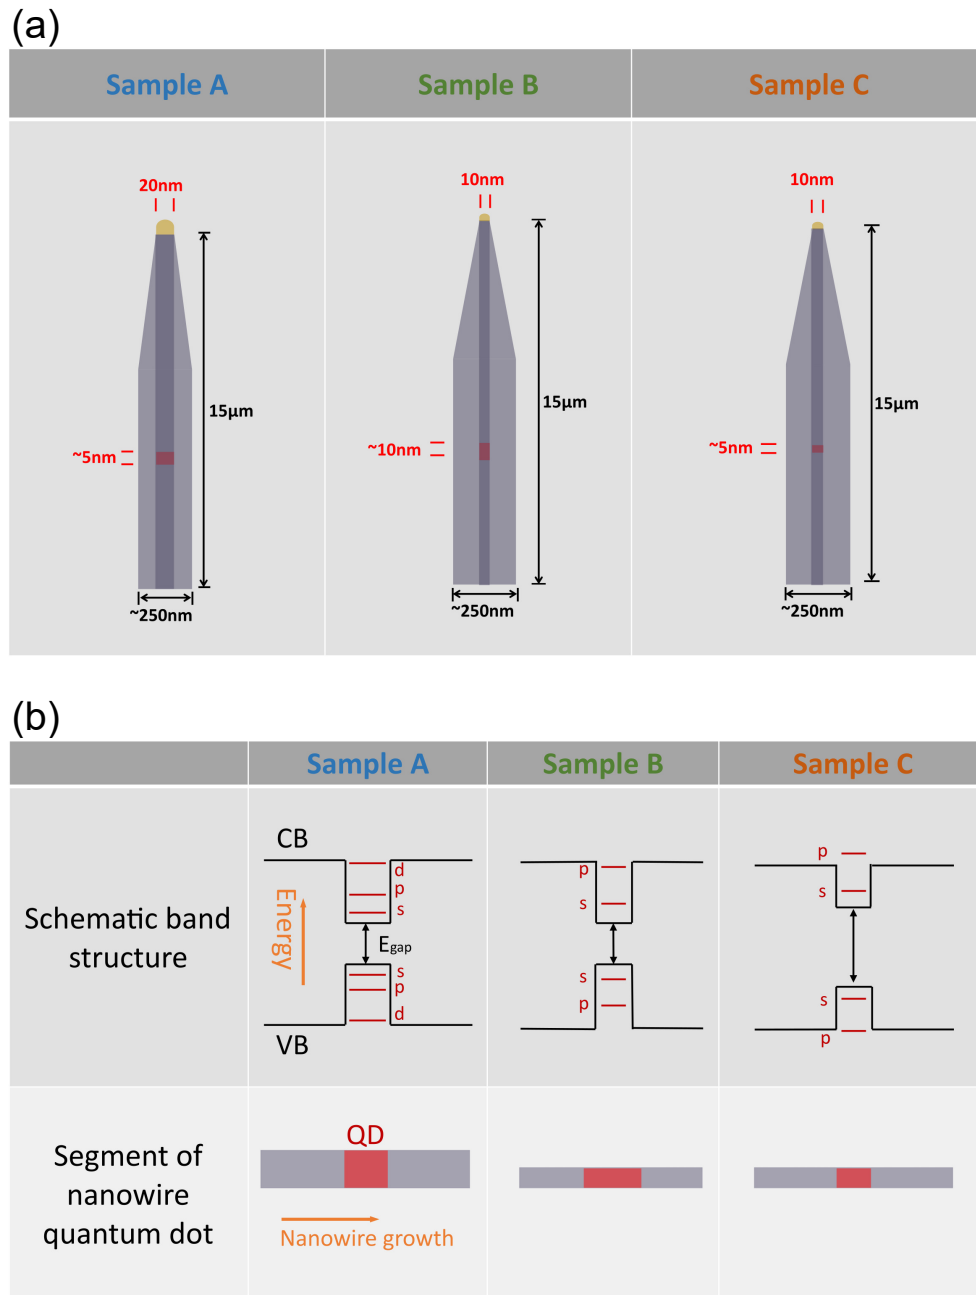 (a)
Sample A
Sample B
Sample C
20nm
10nm
10nm
15μm
15μm
15μm
~5nm
~10nm
~5nm
~250nm
~250nm
~250nm
(b)
Sample A
Sample B
Sample C
Schematic band
structure
CB
d
p
s
Energy
Egap
s
p
d
VB
p
s
s
p
p
s
s
p
Segment of
nanowire
quantum dot
QD
Nanowire growth